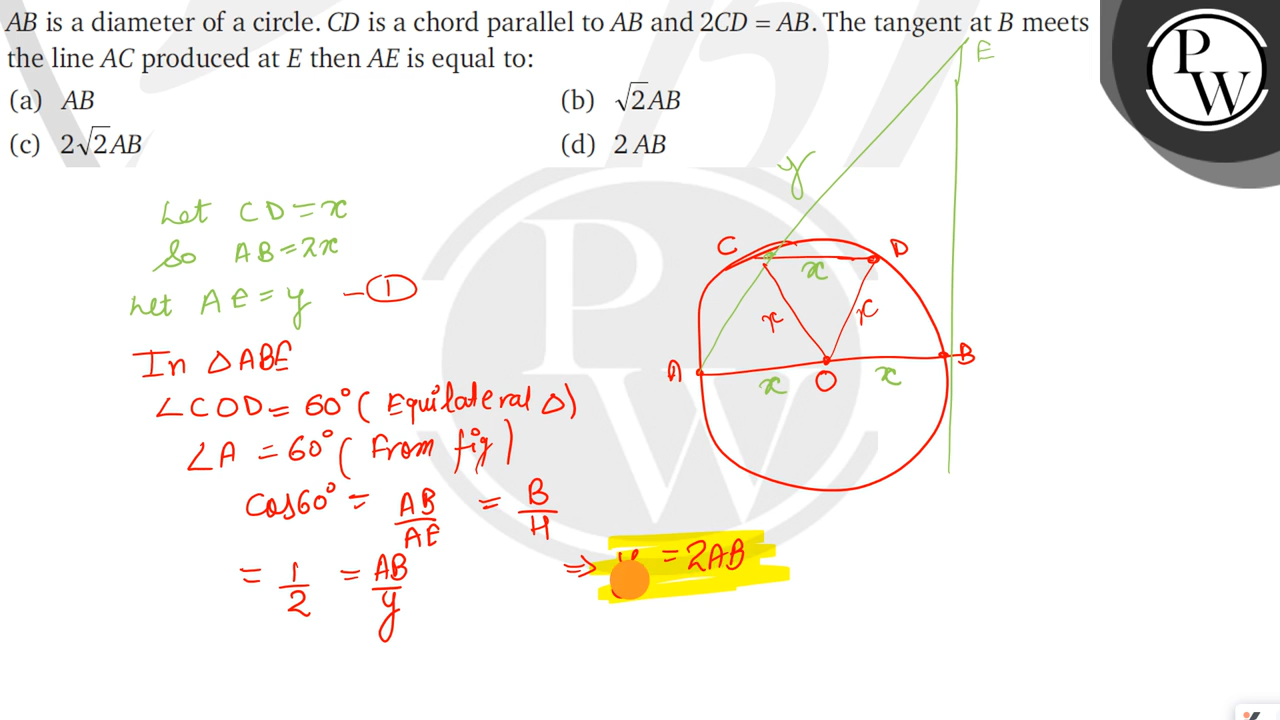 AB is a diameter of a circle. CD is a chord parallel to AB and 2CD = AB. The tangent at B meets
the line AC produced at E then AE is equal to:
(a) AB
(b) √2AB
(c) 2√2AB
(d) 2 AB
P
W
E
y
Let CD = x
So AB = 2x
Let AE = y — ①
C
D
x
x
x
A
x
O
x
B
In △ABE
∠COD = 60° ( Equilateral △)
∠A = 60° ( From fig )
Cos60° = AB/AE = B/H
= 1/2 = AB/y
⇒ = 2AB